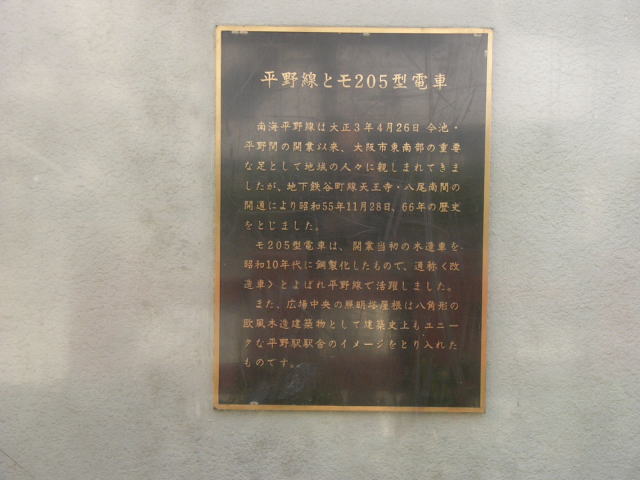 平野線とモ205型電車
南海平野線は大正3年4月26日 今池・
平野間の開業以来、大阪市東南部の重要
な足として地域の人々に親しまれてきま
したが、地下鉄谷町線天王寺・八尾南間の
開通により昭和55年11月28日、66年の歴史
をとじました。
モ205型電車は、開業当初の木造車を
昭和10年代に鋼製化したもので、通称〈改
造車〉とよばれ平野線で活躍しました。
また、広場中央の照明塔屋根は八角形の
欧風木造建築物として建築史上もユニー
クな平野駅駅舎のイメージをとり入れた
ものです。